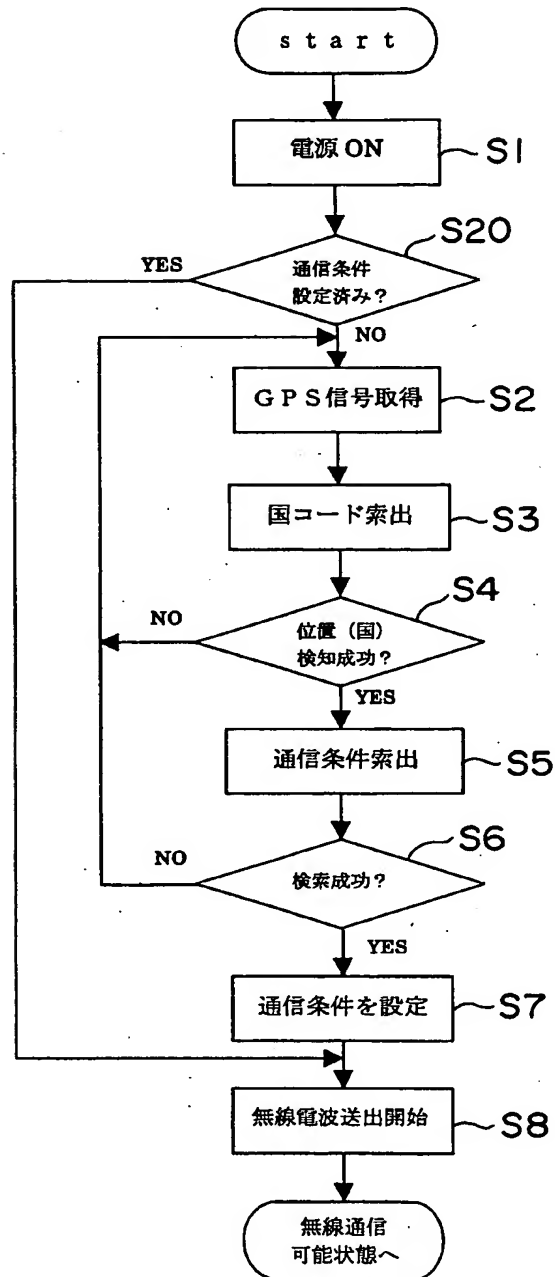 start
電源 ON
S1
S20
YES
通信条件
設定済み?
NO
GPS信号取得
S2
国コード索出
S3
S4
NO
位置(国)
検知成功?
YES
通信条件索出
S5
S6
NO
検索成功?
YES
通信条件を設定
S7
無線電波送出開始
S8
無線通信
可能状態へ